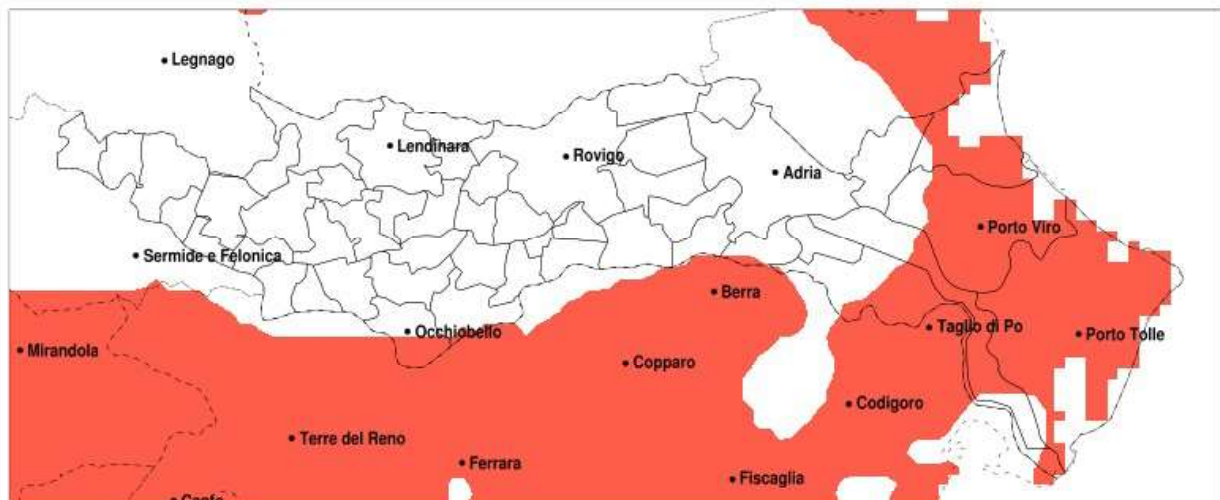 Legnago
Lendinara
Rovigo
Adria
Porto Viro
Sermide e Felonica
Berra
Occhiobello
Taglio di Po
Porto Tolle
Mirandola
Copparo
Codigoro
Terre del Reno
Ferrara
Fiscaglia